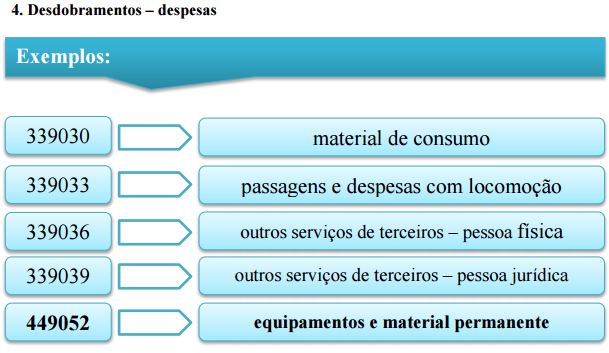 4. Desdobramentos – despesas
Exemplos:
339030 material de consumo
339033 passagens e despesas com locomoção
339036 outros serviços de terceiros – pessoa física
339039 outros serviços de terceiros – pessoa jurídica
449052 equipamentos e material permanente